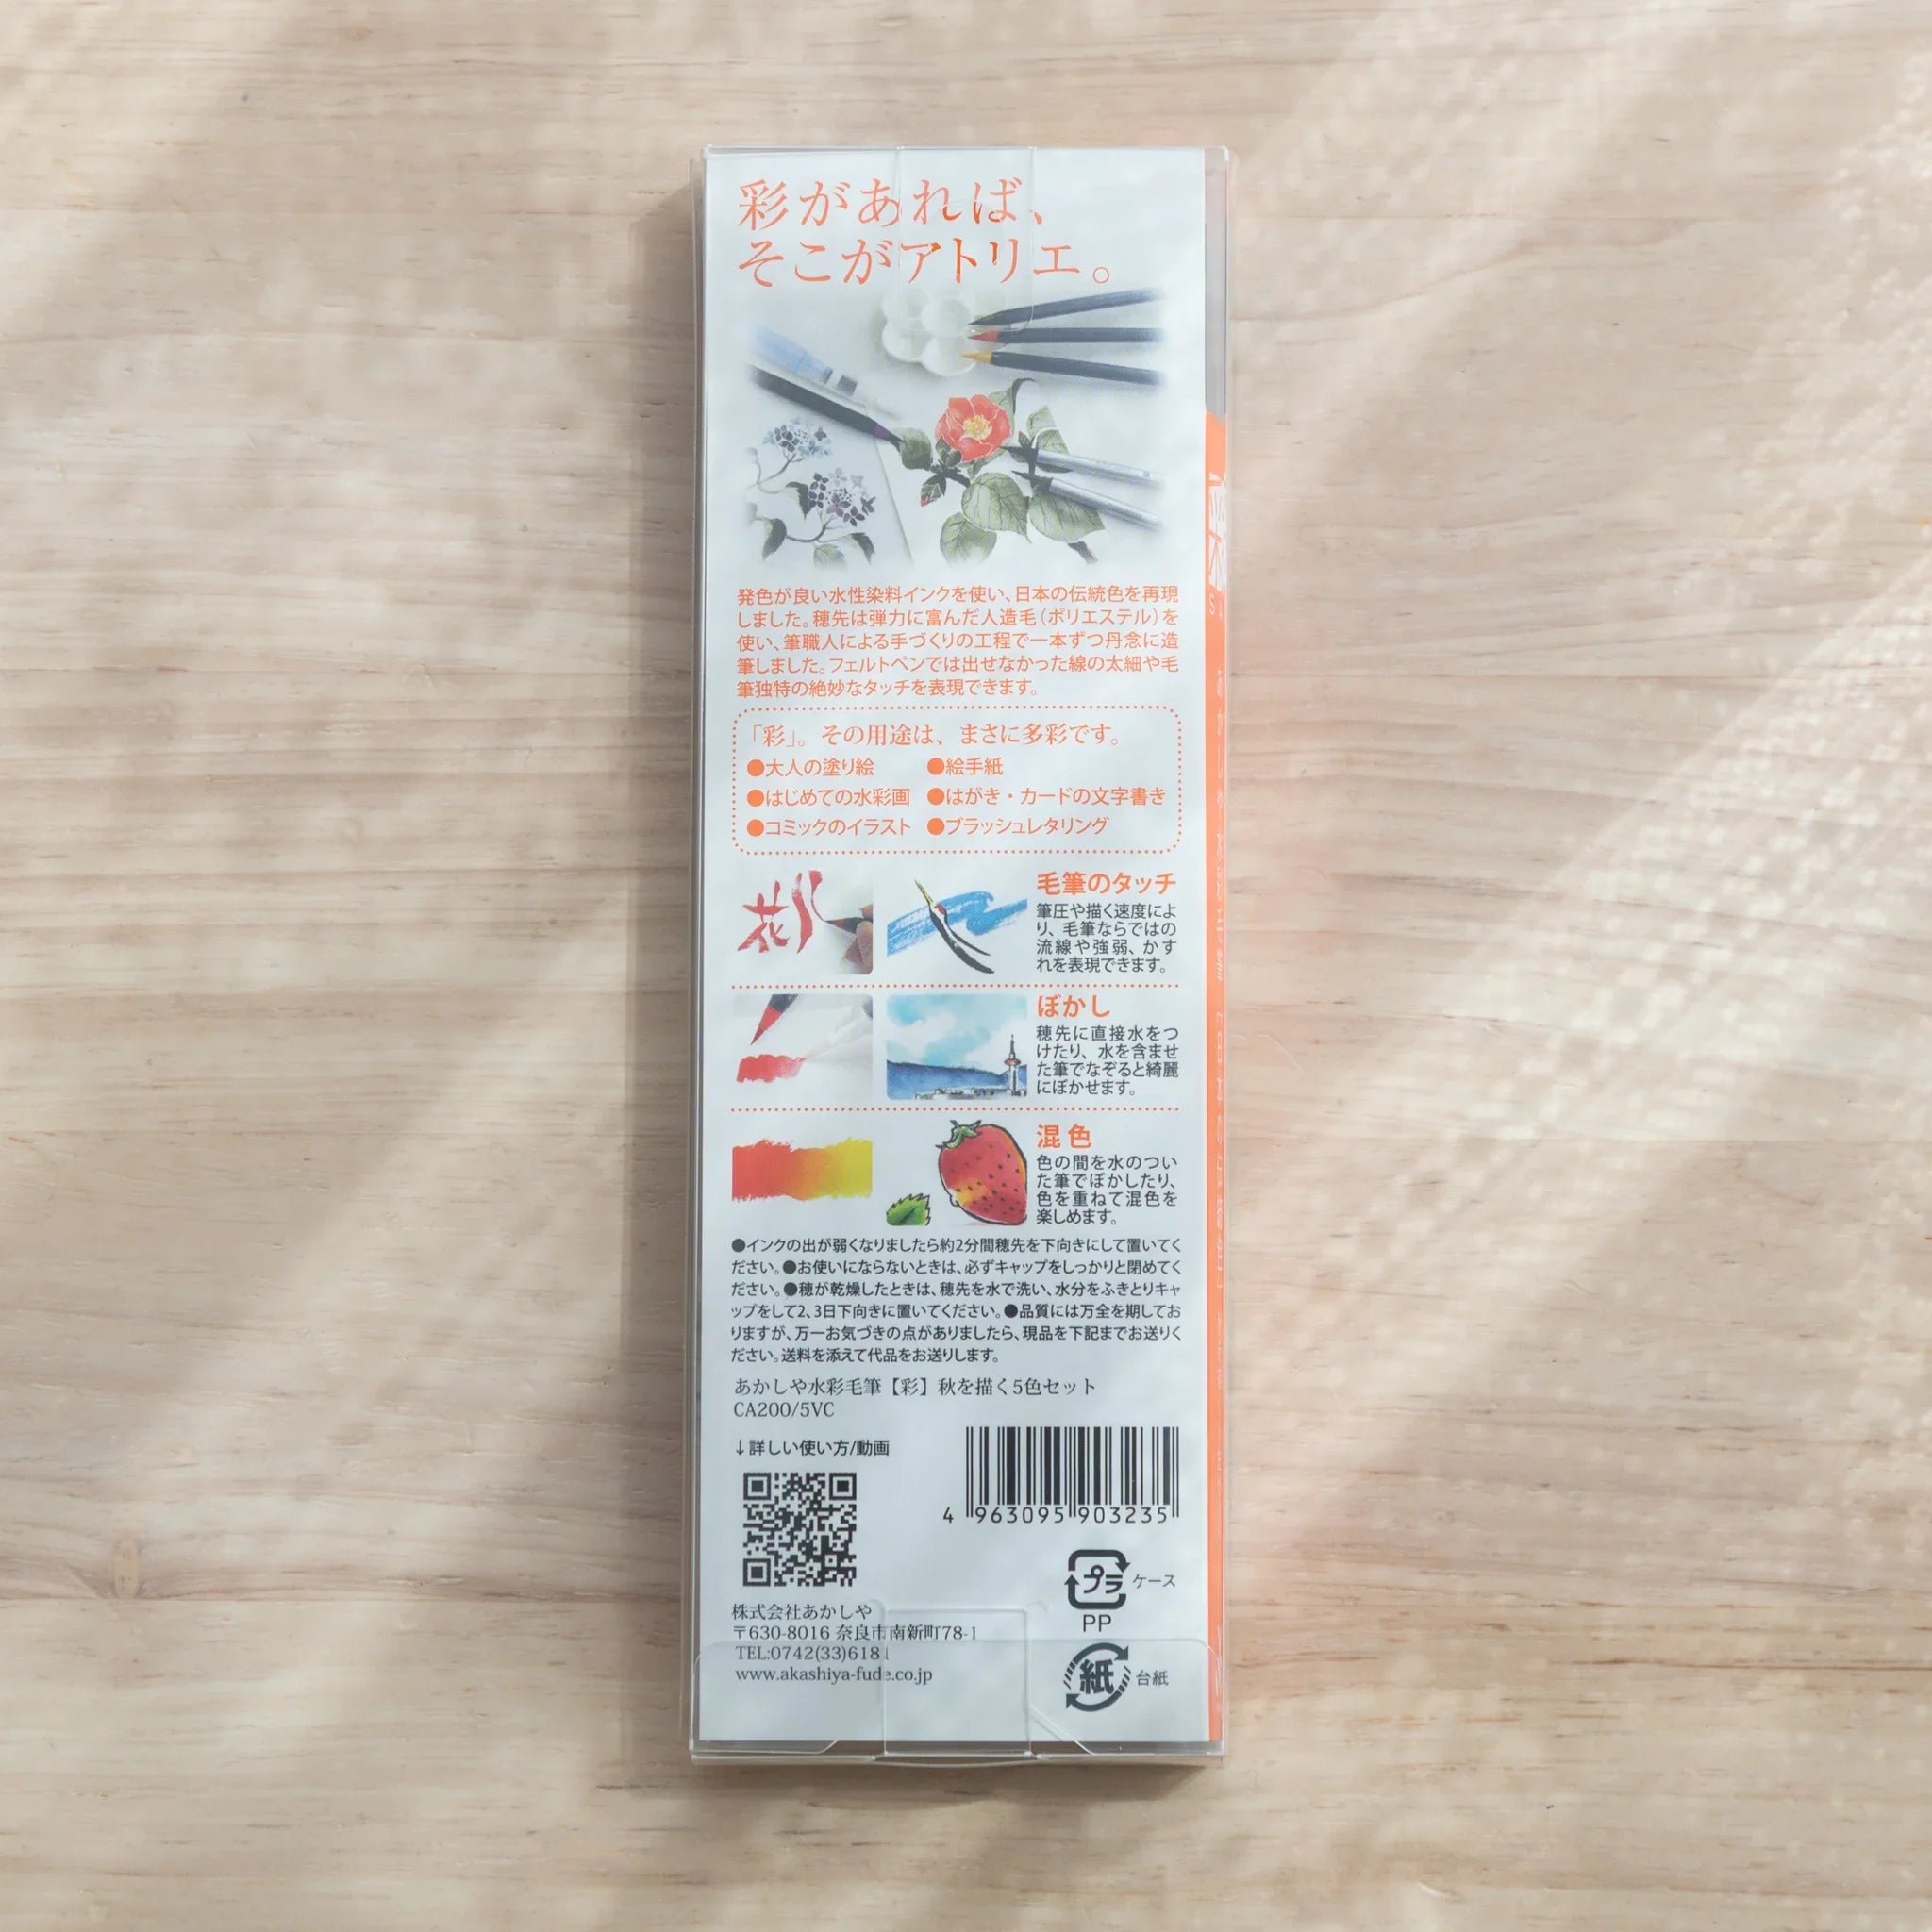 彩があれば、
そこがアトリエ。
発色が良い水性染料インクを使い、日本の伝統色を再現
しました。穂先は弾力に富んだ人造毛（ポリエステル）を
使い、筆職人による手づくりの工程で一本ずつ丹念に造
筆しました。フェルトペンでは出せなかった線の太細や毛
筆独特の絶妙なタッチを表現できます。
「彩」。その用途は、まさに多彩です。
●大人の塗り絵 ●絵手紙
●はじめての水彩画 ●はがき・カードの文字書き
●コミックのイラスト ●ブラッシュレタリング
花
毛筆のタッチ
筆圧や描く速度によ
り、毛筆ならではの
流線や強弱、かす
れを表現できます。
ぼかし
穂先に直接水をつ
けたり、水を含ませ
た筆でなぞると綺麗
にぼかせます。
混色
色の間を水のつい
た筆でぼかしたり、
色を重ねて混色を
楽しめます。
●インクの出が弱くなりましたら約2分間穂先を下向きにして置いてく
ださい。●お使いにならないときは、必ずキャップをしっかりと閉めてく
ださい。●穂が乾燥したときは、穂先を水で洗い、水分をふきとりキャ
ップをして2、3日下向きに置いてください。●品質には万全を期してお
りますが、万一お気づきの点がありましたら、現品を下記までお送りく
ださい。送料を添えて代品をお送りします。
あかしや水彩毛筆【彩】秋を描く5色セット
CA200/5VC
↓詳しい使い方/動画
4 963095 903235
プラ ケース
PP
紙 台紙
株式会社あかしや
〒630-8016 奈良市南新町78-1
TEL:0742(33)6181
www.akashiya-fude.co.jp